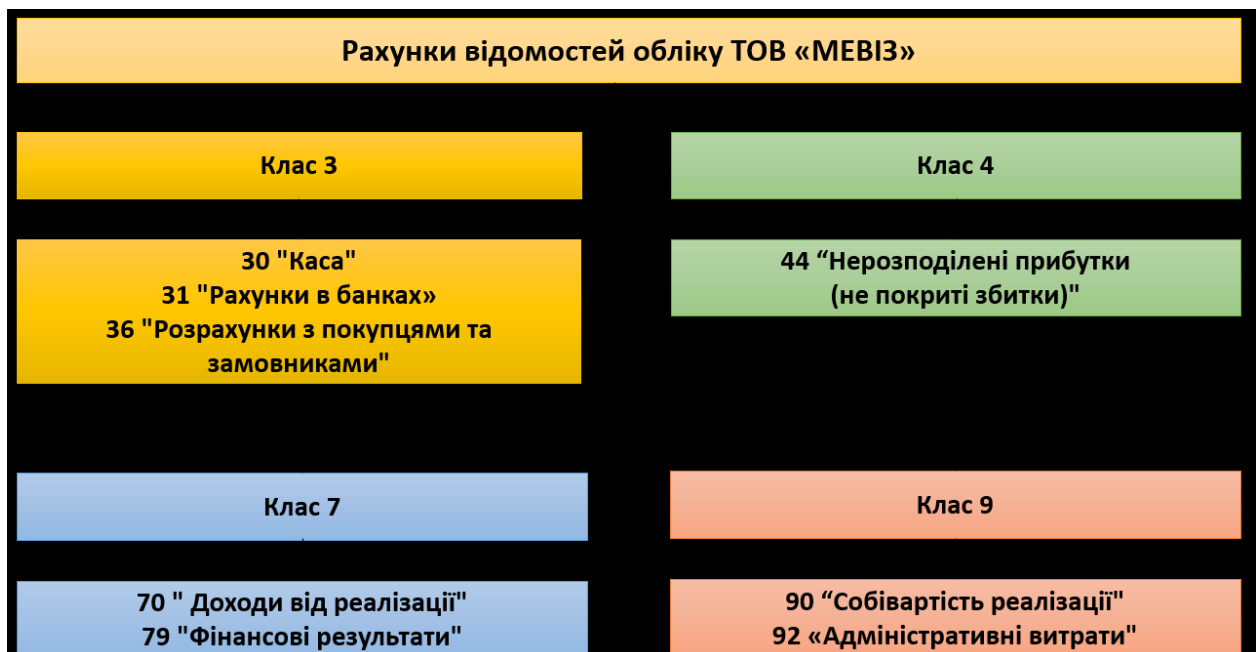 Рахунки відомостей обліку ТОВ «МЕВІЗ»
Клас 3
Клас 4
30 "Каса"
31 "Рахунки в банках»
36 "Розрахунки з покупцями та
замовниками"
44 “Нерозподілені прибутки
(не покриті збитки)"
Клас 7
Клас 9
70 " Доходи від реалізації"
79 "Фінансові результати"
90 “Собівартість реалізації"
92 «Адміністративні витрати"